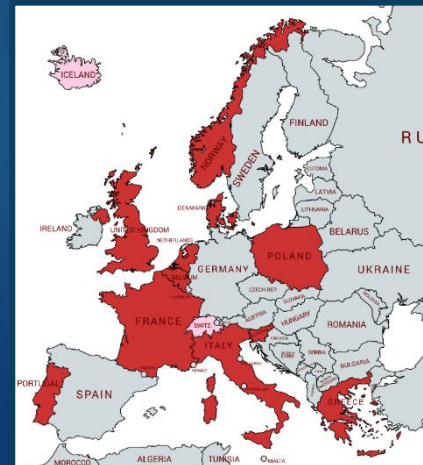 ICELAND
FINLAND
NORWAY
SWEDEN
RU
ESTONIA
LATVIA
DENMARK
LITHUANIA
IRELAND
UNITED KINGDOM
BELARUS
NETHERLANDS
POLAND
GERMANY
BELGIUM
UKRAINE
CZECH REP
SLOVAKIA
FRANCE
SWITZ
AUSTRIA
HUNGARY
ITALY
ROMANIA
CROATIA
SERBIA
BULGARIA
PORTUGAL
SPAIN
GREECE
MOROCCO
ALGERIA
TUNISIA
MALTA